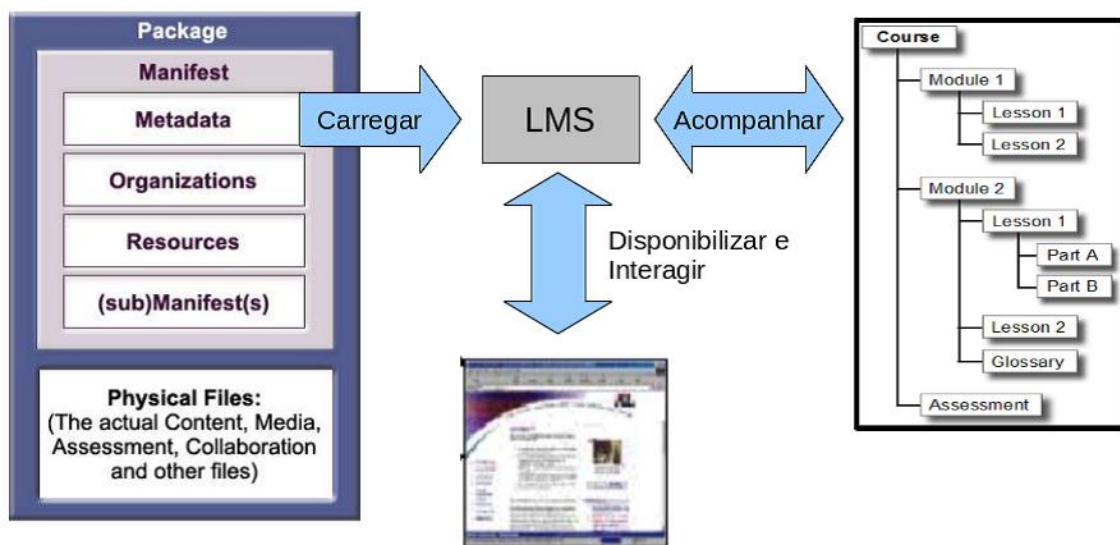 Package
Manifest
Metadata
Organizations
Resources
(sub)Manifest(s)
Physical Files:
(The actual Content, Media,
Assessment, Collaboration
and other files)
Carregar
LMS
Acompanhar
Disponibilizar e
Interagir
Course
Module 1
Lesson 1
Lesson 2
Module 2
Lesson 1
Part A
Part B
Lesson 2
Glossary
Assessment